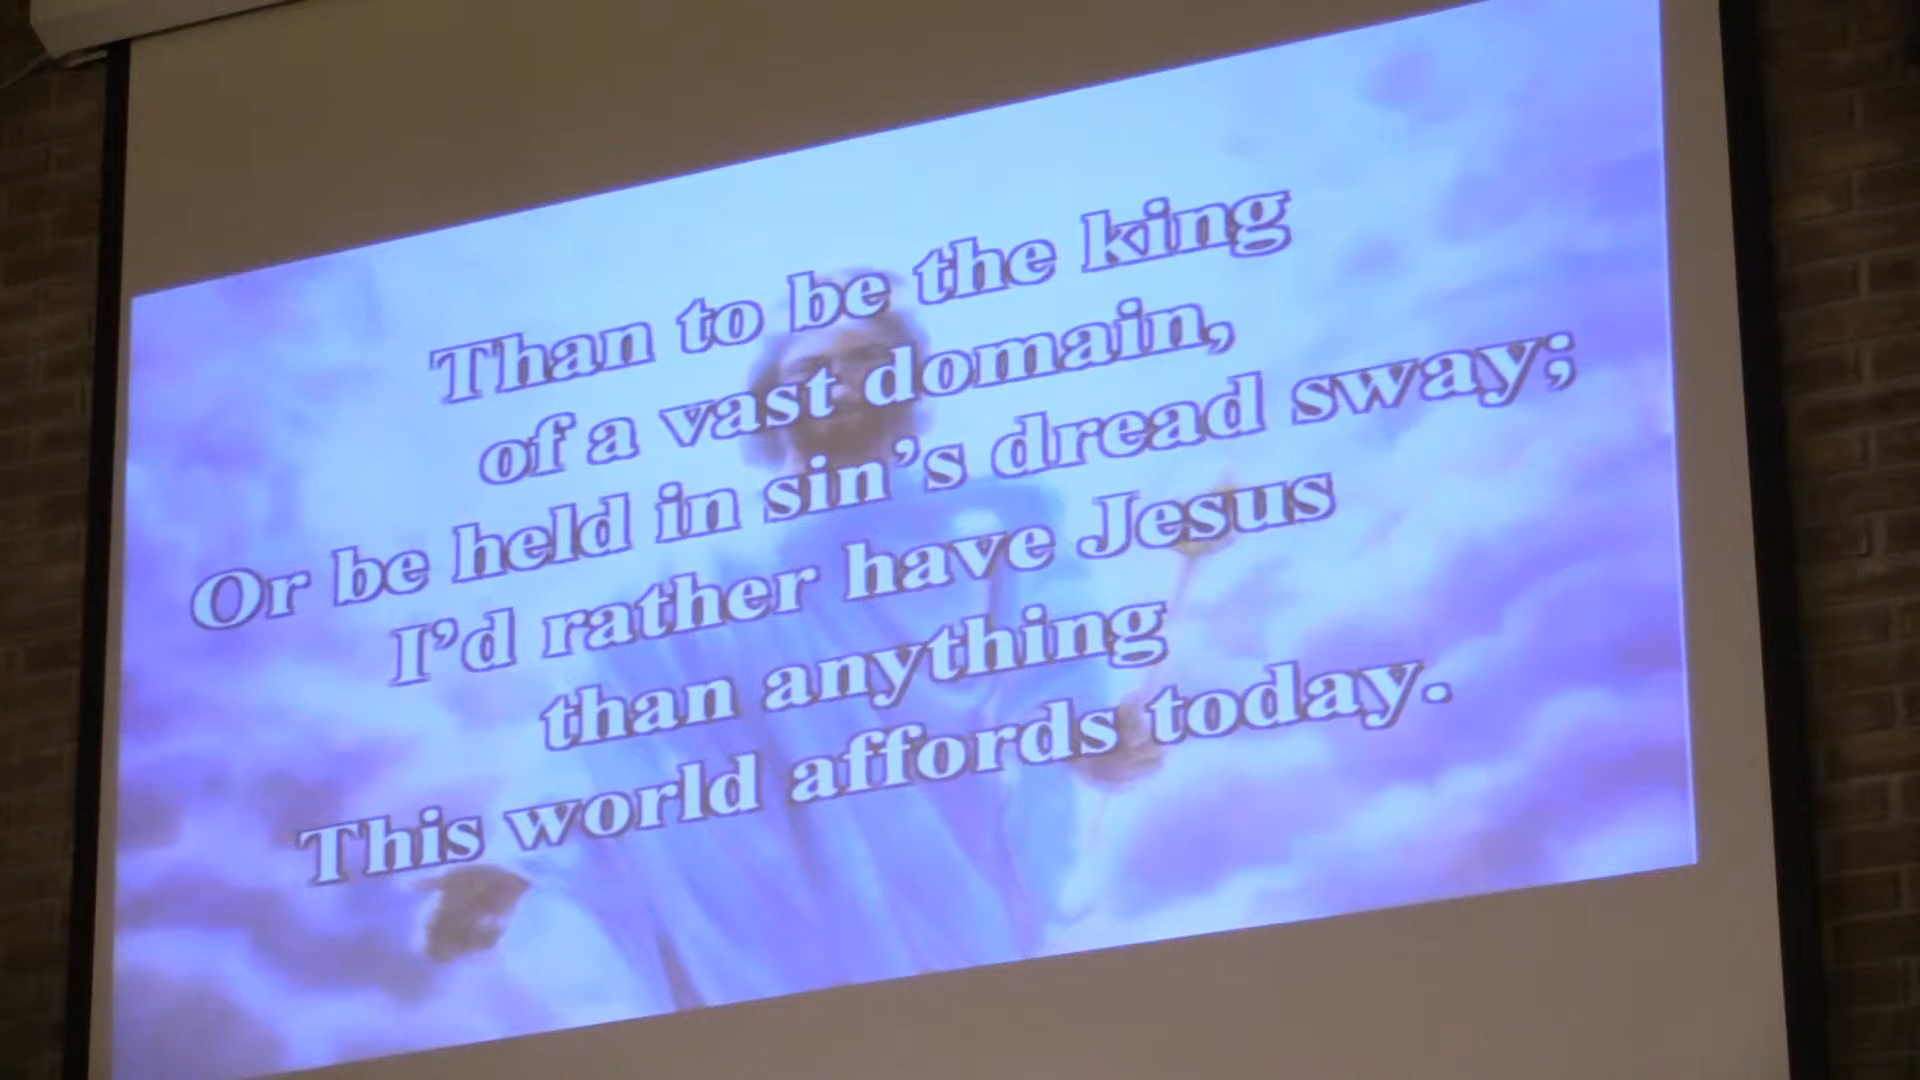 Than to be the king
of a vast domain,
Or be held in sin’s dread sway;
I’d rather have Jesus
than anything
This world affords today.